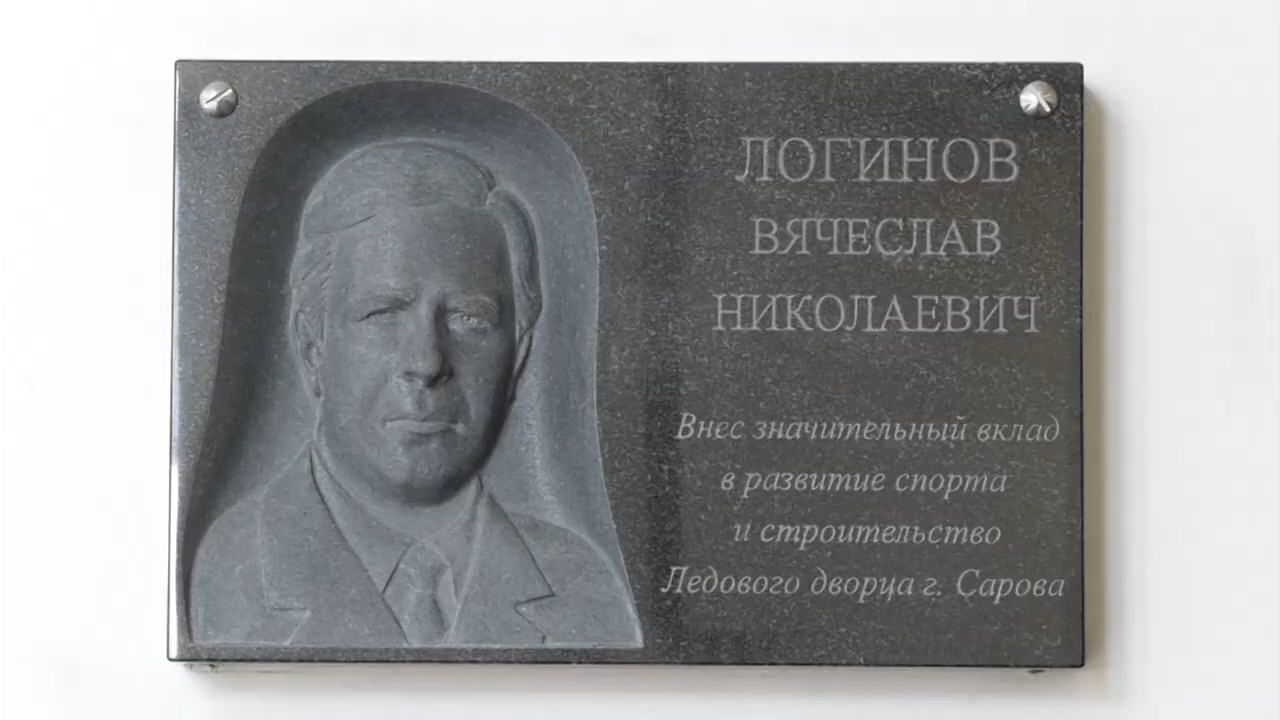 ЛОГИНОВ
ВЯЧЕСЛАВ
НИКОЛАЕВИЧ
Внес значительный вклад
в развитие спорта
и строительство
Ледового дворца г. Сарова